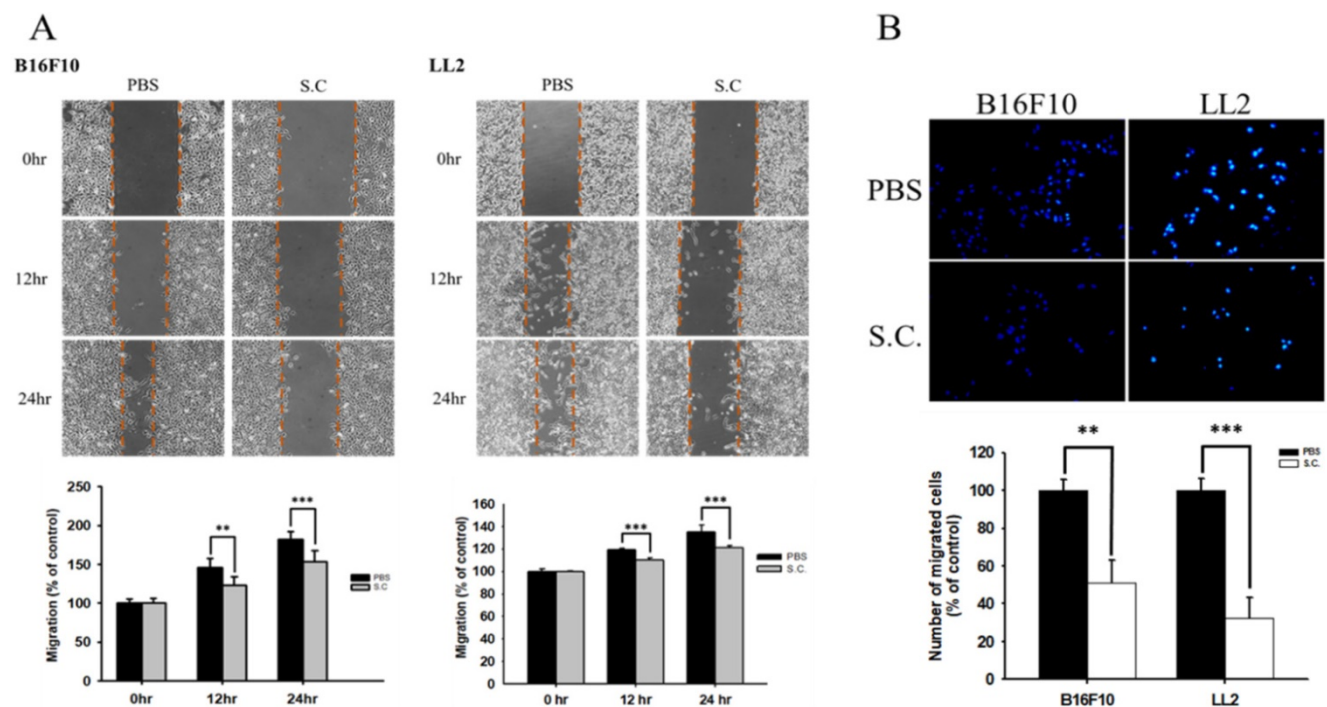 A
B16F10
PBS
S.C
0hr
12hr
24hr
LL2
PBS
S.C
0hr
12hr
24hr
Migration (% of control)
250
200
150
100
50
0
**
***
PBS
S.C
0hr
12hr
24hr
Migration (% of control)
160
140
120
100
80
60
40
20
0
***
***
PBS
S.C.
0 hr
12 hr
24 hr
B
B16F10
LL2
PBS
S.C.
Number of migrated cells
(% of control)
120
100
80
60
40
20
0
**
***
PBS
S.C.
B16F10
LL2